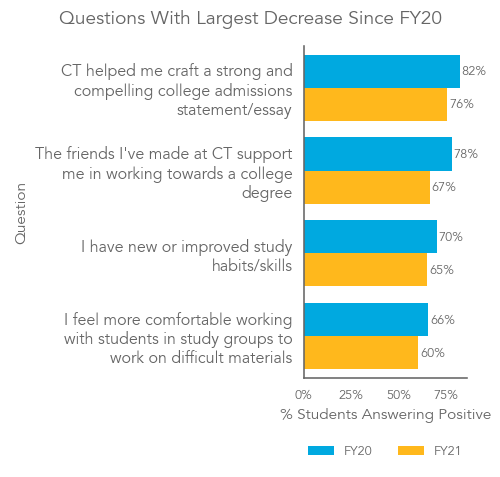 Questions With Largest Decrease Since FY20
Question
CT helped me craft a strong and
compelling college admissions
statement/essay
82%
76%
The friends I've made at CT support
me in working towards a college
degree
78%
67%
I have new or improved study
habits/skills
70%
65%
I feel more comfortable working
with students in study groups to
work on difficult materials
66%
60%
0% 25% 50% 75%
% Students Answering Positive
FY20 FY21